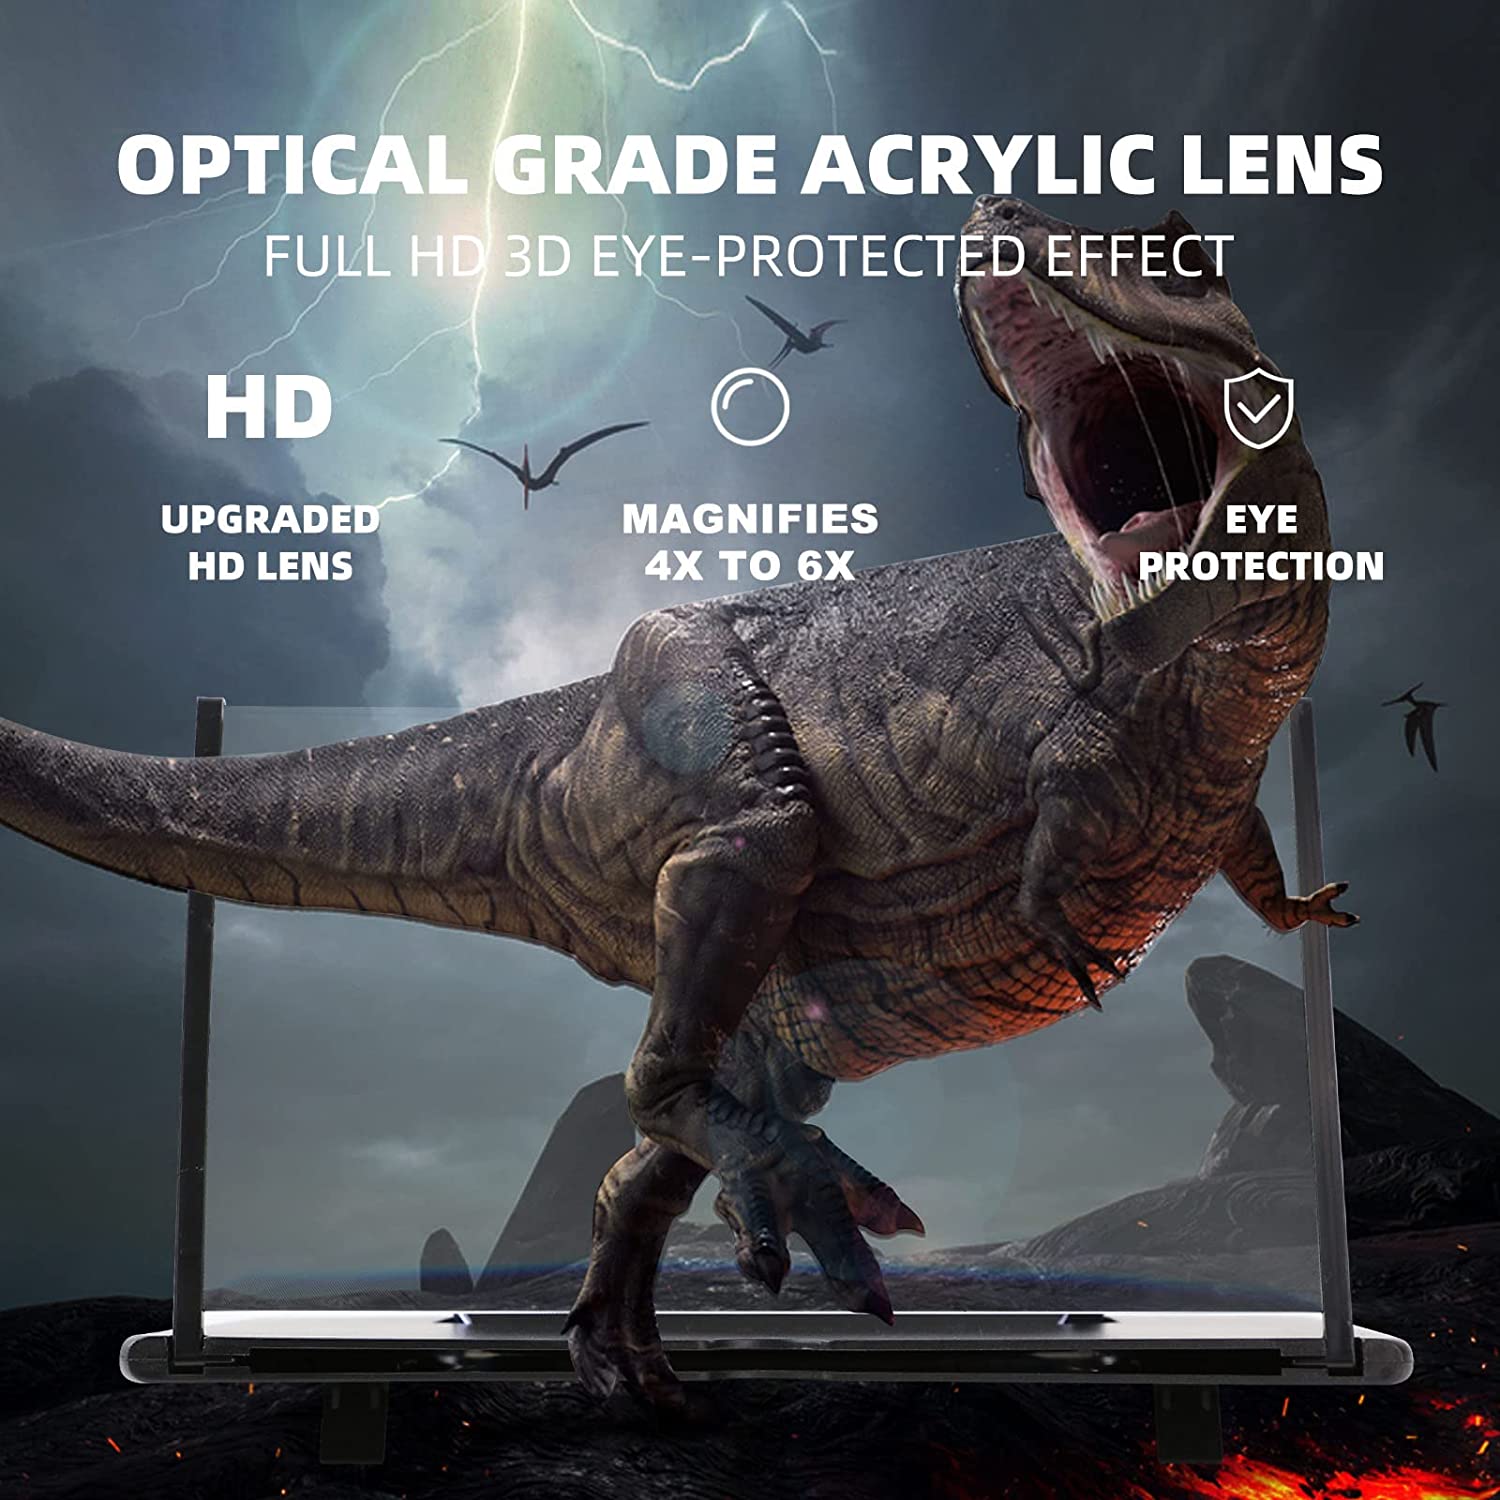 OPTICAL GRADE ACRYLIC LENS
FULL HD 3D EYE-PROTECTED EFFECT
HD
UPGRADED
HD LENS
MAGNIFIES
4X TO 6X
EYE
PROTECTION